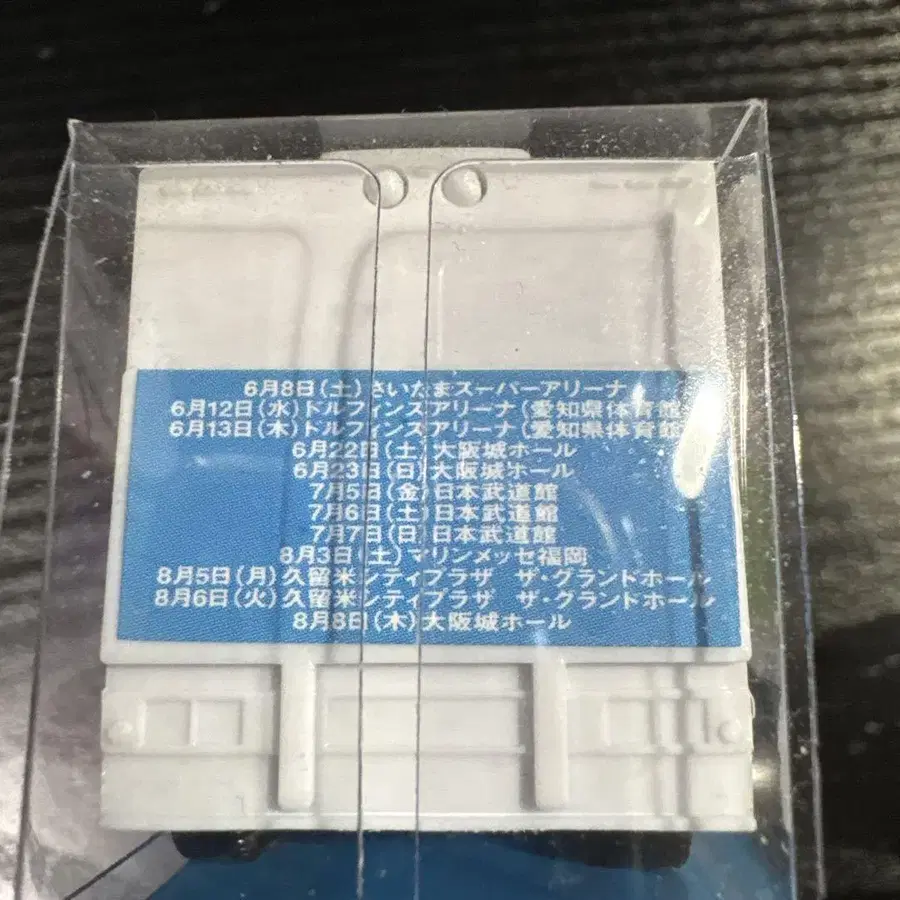 6月8日(土)さいたまスーパーアリーナ
6月12日(水)ドルフィンズアリーナ(愛知県体育館
6月13日(木)ドルフィンズアリーナ(愛知県体育館
6月22日(土)大阪城ホール
6月23日(日)大阪城ホール
7月5日(金)日本武道館
7月6日(土)日本武道館
7月7日(日)日本武道館
8月3日(土)マリンメッセ福岡
8月5日(月)久留米シティプラザ ザ・グランドホール
8月6日(火)久留米シティプラザ ザ・グランドホール
8月8日(木)大阪城ホール